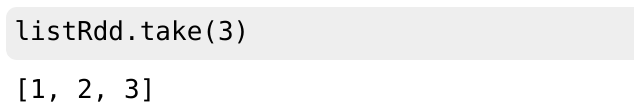 listRdd.take(3)
[1, 2, 3]